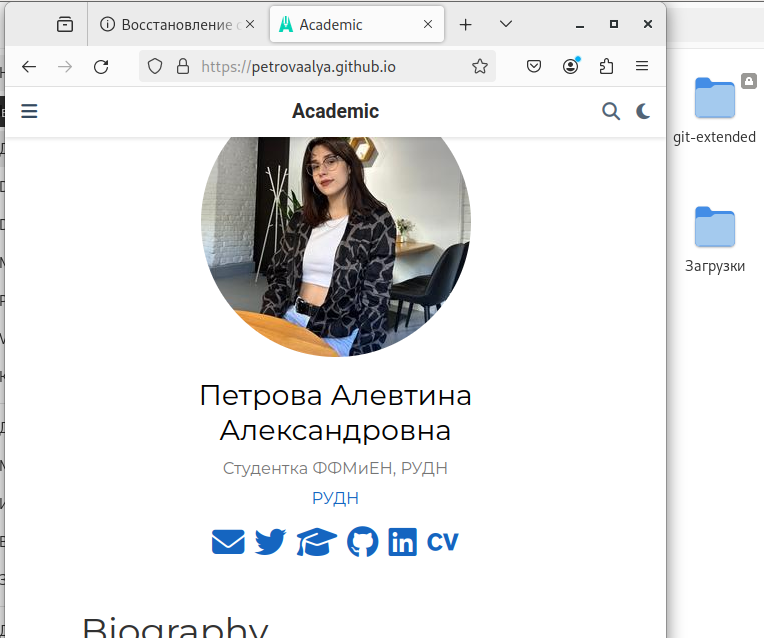 Восстановление
Academic
https://petrovaalya.github.io
Academic
Петрова Алевтина
Александровна
Студентка ФФМиЕН, РУДН
РУДН
CV
Biography
git-extended
Загрузки